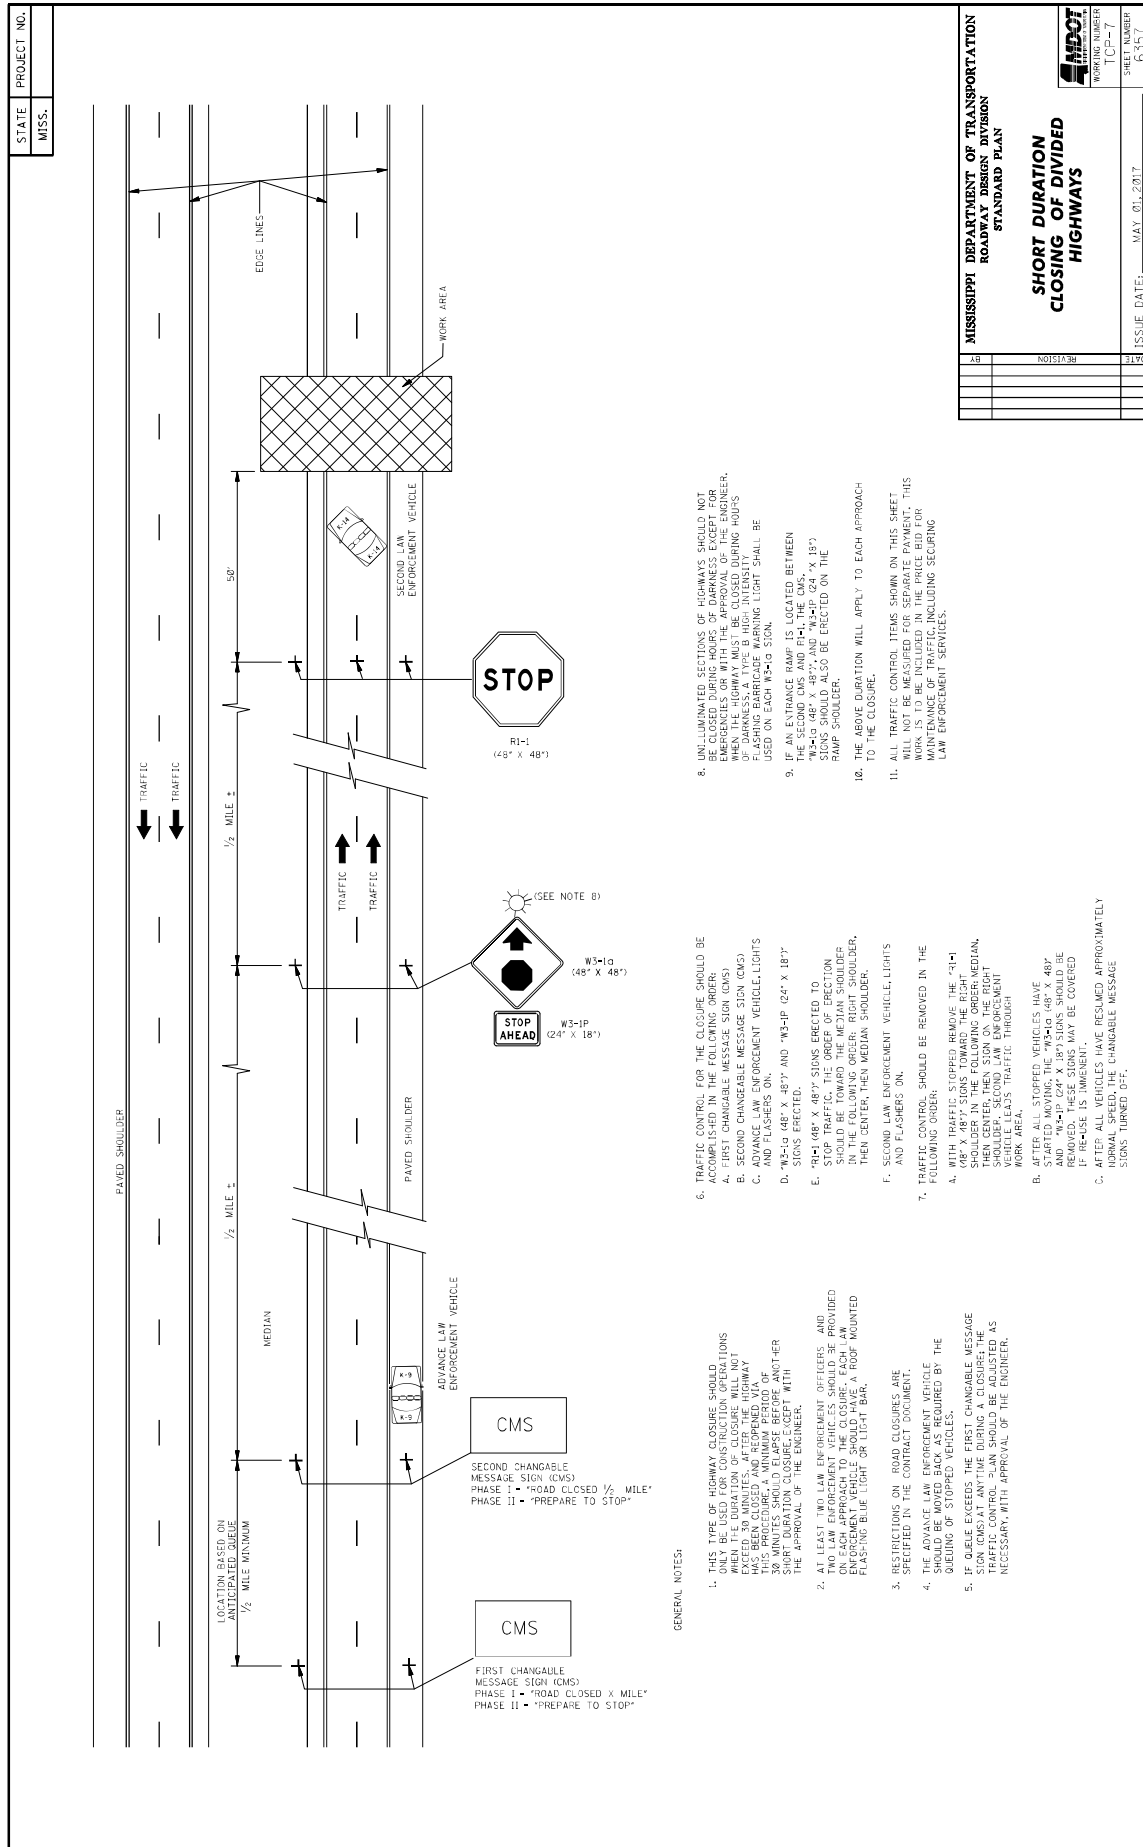 STATE PROJECT NO.
MISS.
EDGE LINES
WORK AREA
50'
SECOND LAW
ENFORCEMENT VEHICLE
K-14
K-14
STOP
R1-1
(48" X 48")
TRAFFIC
TRAFFIC
1/2 MILE ±
TRAFFIC
TRAFFIC
(SEE NOTE 8)
W3-1a
(48" X 48")
STOP
AHEAD
W3-1P
(24" X 18")
PAVED SHOULDER
PAVED SHOULDER
1/2 MILE ±
MEDIAN
ADVANCE LAW
ENFORCEMENT VEHICLE
K-9
K-9
CMS
SECOND CHANGABLE
MESSAGE SIGN (CMS)
PHASE I - "ROAD CLOSED 1/2 MILE"
PHASE II - "PREPARE TO STOP"
LOCATION BASED ON
ANTICIPATED QUEUE
1/2 MILE MINIMUM
CMS
FIRST CHANGABLE
MESSAGE SIGN (CMS)
PHASE I - "ROAD CLOSED X MILE"
PHASE II - "PREPARE TO STOP"
GENERAL NOTES:
1. THIS TYPE OF HIGHWAY CLOSURE SHOULD
ONLY BE USED FOR CONSTRUCTION OPERATIONS
WHEN THE DURATION OF CLOSURE WILL NOT
EXCEED 30 MINUTES. AFTER THE HIGHWAY
HAS BEEN CLOSED AND REOPENED VIA
THIS PROCEDURE, A MINIMUM PERIOD OF
30 MINUTES SHOULD ELAPSE BEFORE ANOTHER
SHORT DURATION CLOSURE, EXCEPT WITH
THE APPROVAL OF THE ENGINEER.
2. AT LEAST TWO LAW ENFORCEMENT OFFICERS AND
TWO LAW ENFORCEMENT VEHICLES SHOULD BE PROVIDED
ON EACH APPROACH TO THE CLOSURE. EACH LAW
ENFORCEMENT VEHICLE SHOULD HAVE A ROOF MOUNTED
FLASHING BLUE LIGHT OR LIGHT BAR.
3. RESTRICTIONS ON ROAD CLOSURES ARE
SPECIFIED IN THE CONTRACT DOCUMENT.
4. THE ADVANCE LAW ENFORCEMENT VEHICLE
SHOULD BE MOVED BACK AS REQUIRED BY THE
QUEUING OF STOPPED VEHICLES.
5. IF QUEUE EXCEEDS THE FIRST CHANGABLE MESSAGE
SIGN (CMS) AT ANYTIME DURING A CLOSURE; THE
TRAFFIC CONTROL PLAN SHOULD BE ADJUSTED AS
NECESSARY, WITH APPROVAL OF THE ENGINEER.
6. TRAFFIC CONTROL FOR THE CLOSURE SHOULD BE
ACCOMPLISHED IN THE FOLLOWING ORDER:
A. FIRST CHANGABLE MESSAGE SIGN (CMS)
B. SECOND CHANGEABLE MESSAGE SIGN (CMS)
C. ADVANCE LAW ENFORCEMENT VEHICLE, LIGHTS
AND FLASHERS ON.
D. "W3-1a (48" X 48")" AND "W3-1P (24" X 18")"
SIGNS ERECTED.
E. "R1-1 (48" X 48")" SIGNS ERECTED TO
STOP TRAFFIC. THE ORDER OF ERECTION
SHOULD BE TOWARD THE MEDIAN SHOULDER
IN THE FOLLOWING ORDER: RIGHT SHOULDER,
THEN CENTER, THEN MEDIAN SHOULDER.
F. SECOND LAW ENFORCEMENT VEHICLE, LIGHTS
AND FLASHERS ON.
7. TRAFFIC CONTROL SHOULD BE REMOVED IN THE
FOLLOWING ORDER:
A. WITH TRAFFIC STOPPED REMOVE THE "R1-1
(48" X 48")" SIGNS TOWARD THE RIGHT
SHOULDER IN THE FOLLOWING ORDER: MEDIAN,
THEN CENTER, THEN SIGN ON THE RIGHT
SHOULDER. SECOND LAW ENFORCEMENT
VEHICLE LEADS TRAFFIC THROUGH
WORK AREA.
B. AFTER ALL STOPPED VEHICLES HAVE
STARTED MOVING, THE "W3-1a (48" X 48)"
AND "W3-1P (24" X 18") SIGNS SHOULD BE
REMOVED. THESE SIGNS MAY BE COVERED
IF RE-USE IS IMMENENT.
C. AFTER ALL VEHICLES HAVE RESUMED APPROXIMATELY
NORMAL SPEED, THE CHANGABLE MESSAGE
SIGNS TURNED OFF.
8. UNILLUMINATED SECTIONS OF HIGHWAYS SHOULD NOT
BE CLOSED DURING HOURS OF DARKNESS EXCEPT FOR
EMERGENCIES OR WITH THE APPROVAL OF THE ENGINEER.
WHEN THE HIGHWAY MUST BE CLOSED DURING HOURS
OF DARKNESS, A TYPE B HIGH INTENSITY
FLASHING BARRICADE WARNING LIGHT SHALL BE
USED ON EACH W3-1a SIGN.
9. IF AN ENTRANCE RAMP IS LOCATED BETWEEN
THE SECOND CMS AND R1-1, THE CMS,
"W3-1a (48" X 48")", AND "W3-1P (24 "X 18")
SIGNS SHOULD ALSO BE ERECTED ON THE
RAMP SHOULDER.
10. THE ABOVE DURATION WILL APPLY TO EACH APPROACH
TO THE CLOSURE.
11. ALL TRAFFIC CONTROL ITEMS SHOWN ON THIS SHEET
WILL NOT BE MEASURED FOR SEPARATE PAYMENT. THIS
WORK IS TO BE INCLUDED IN THE PRICE BID FOR
MAINTENANCE OF TRAFFIC, INCLUDING SECURING
LAW ENFORCEMENT SERVICES.
BY
REVISION
DATE
MISSISSIPPI DEPARTMENT OF TRANSPORTATION
ROADWAY DESIGN DIVISION
STANDARD PLAN
SHORT DURATION
CLOSING OF DIVIDED
HIGHWAYS
MDOT
WORKING NUMBER
TCP-7
SHEET NUMBER
6357
ISSUE DATE: MAY 01, 2017